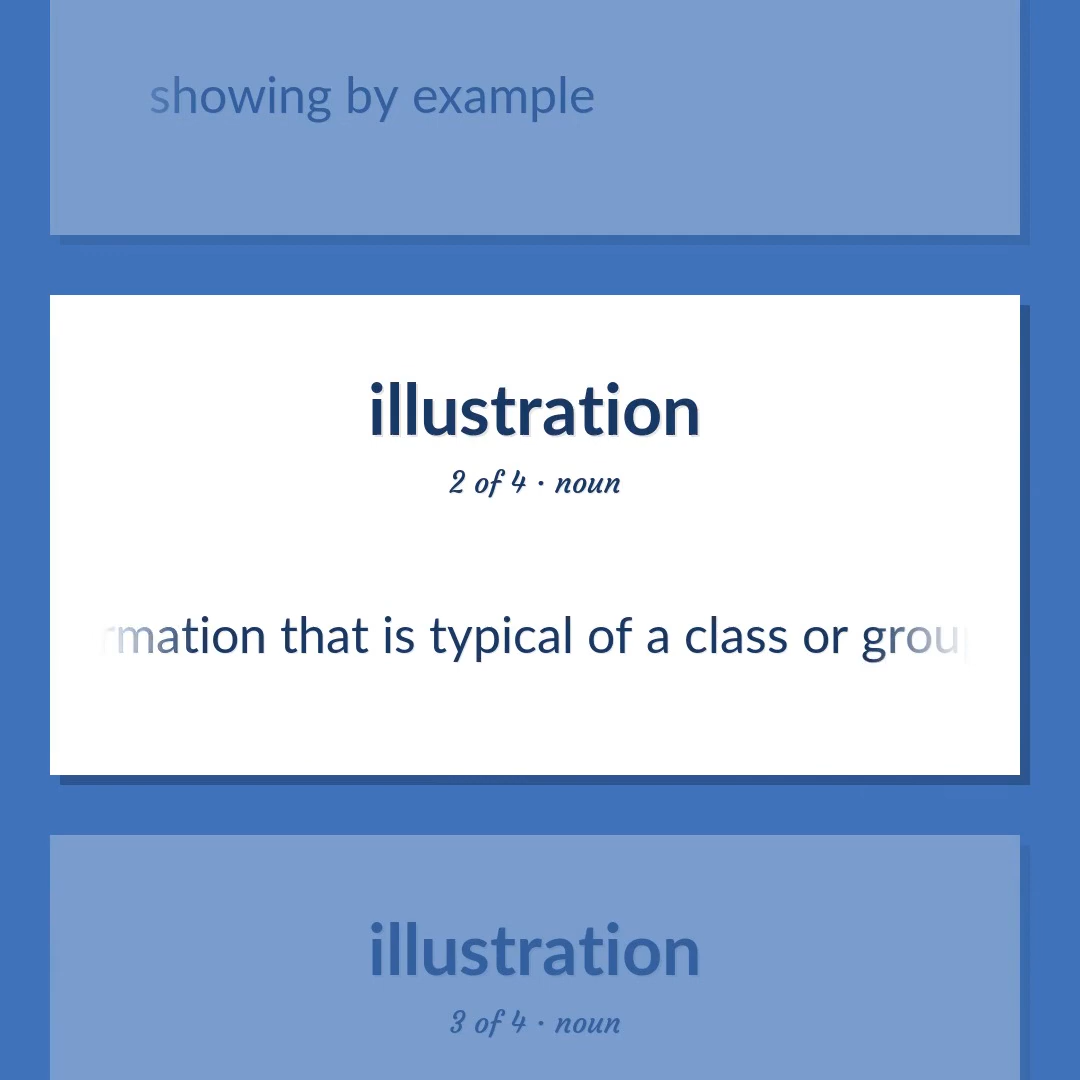 showing by example
illustration
2 of 4 · noun
rmation that is typical of a class or group
illustration
3 of 4 · noun